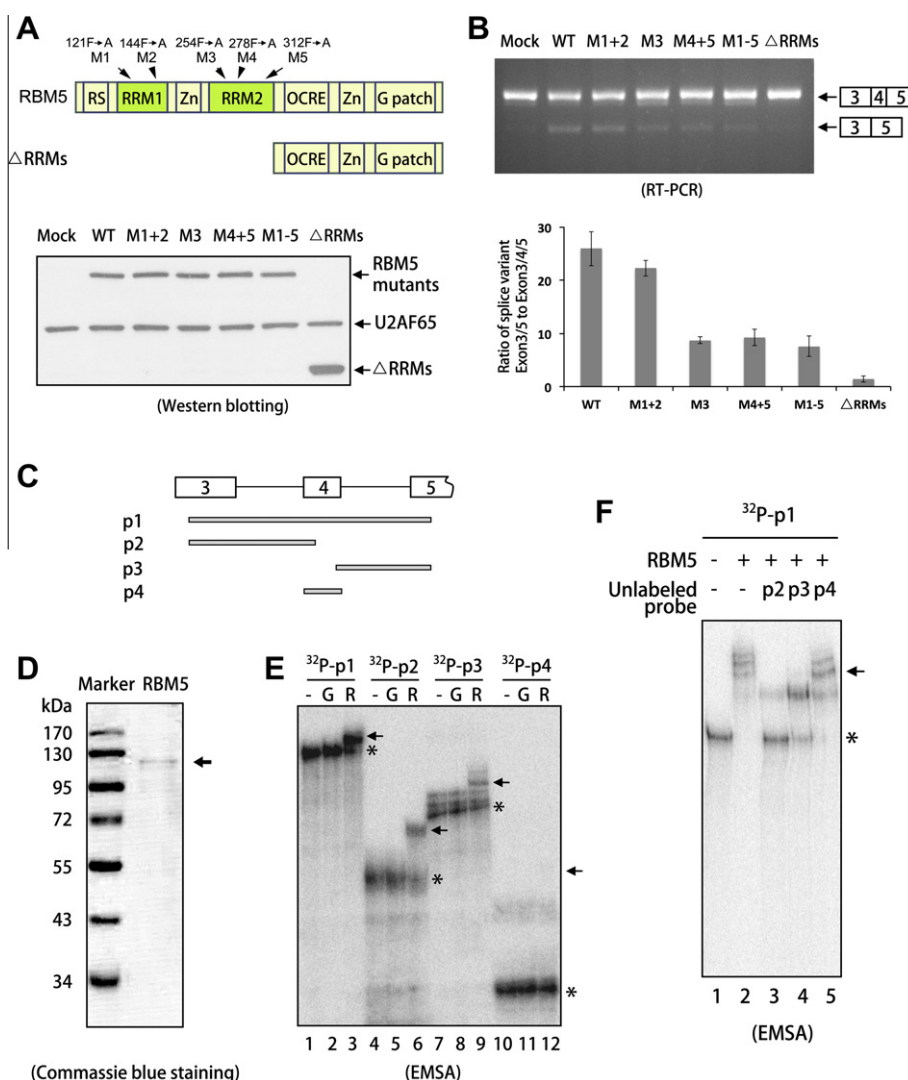 A
121F→A 144F→A 254F→A 278F→A 312F→A
M1 M2 M3 M4 M5
RBM5 RS RRM1 Zn RRM2 OCRE Zn G patch
△RRMs OCRE Zn G patch
Mock WT M1+2 M3 M4+5 M1-5 △RRMs
RBM5 mutants
U2AF65
△RRMs
(Western blotting)
B
Mock WT M1+2 M3 M4+5 M1-5 △RRMs
3 4 5
3 5
(RT-PCR)
Ratio of splice variant
Exon3/5 to Exon3/4/5
30
20
10
0
WT M1+2 M3 M4+5 M1-5 △RRMs
C
3 4 5
p1
p2
p3
p4
D
Marker RBM5
kDa
170
130
95
72
55
43
34
(Commassie blue staining)
E
32P-p1 32P-p2 32P-p3 32P-p4
- G R - G R - G R - G R
*
*
*
*
1 2 3 4 5 6 7 8 9 10 11 12
(EMSA)
F
32P-p1
RBM5 - + + + +
Unlabeled probe - - p2 p3 p4
*
1 2 3 4 5
(EMSA)